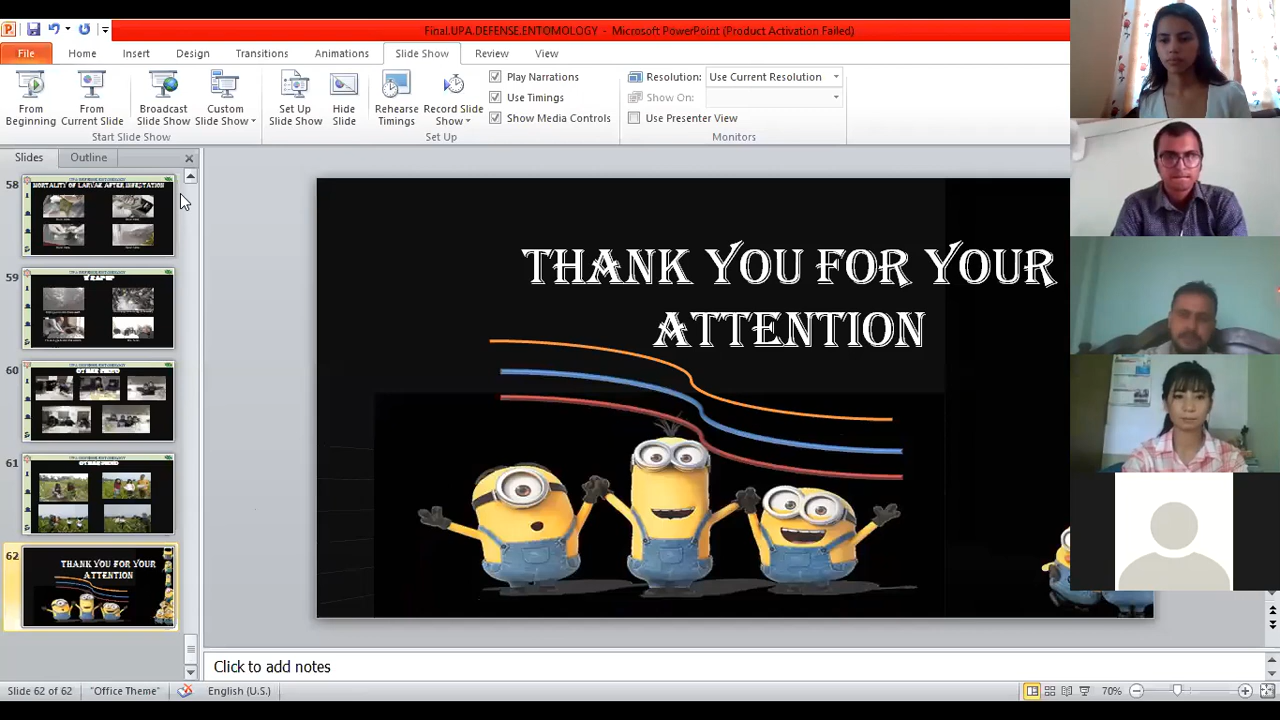 Final.UPA.DEFENSE.ENTOMOLOGY - Microsoft PowerPoint (Product Activation Failed)
File Home Insert Design Transitions Animations Slide Show Review View
From Beginning
From Current Slide
Broadcast Slide Show
Custom Slide Show
Start Slide Show
Set Up Slide Show
Hide Slide
Rehearse Timings
Record Slide Show
Play Narrations
Use Timings
Show Media Controls
Set Up
Resolution: Use Current Resolution
Show On:
Use Presenter View
Monitors
Slides Outline
58
MORTALITY OF LARVAE AFTER INFESTATION
59
60
61
62
THANK YOU FOR YOUR
ATTENTION
THANK YOU FOR YOUR
ATTENTION
Click to add notes
Slide 62 of 62 "Office Theme" English (U.S.) 70%